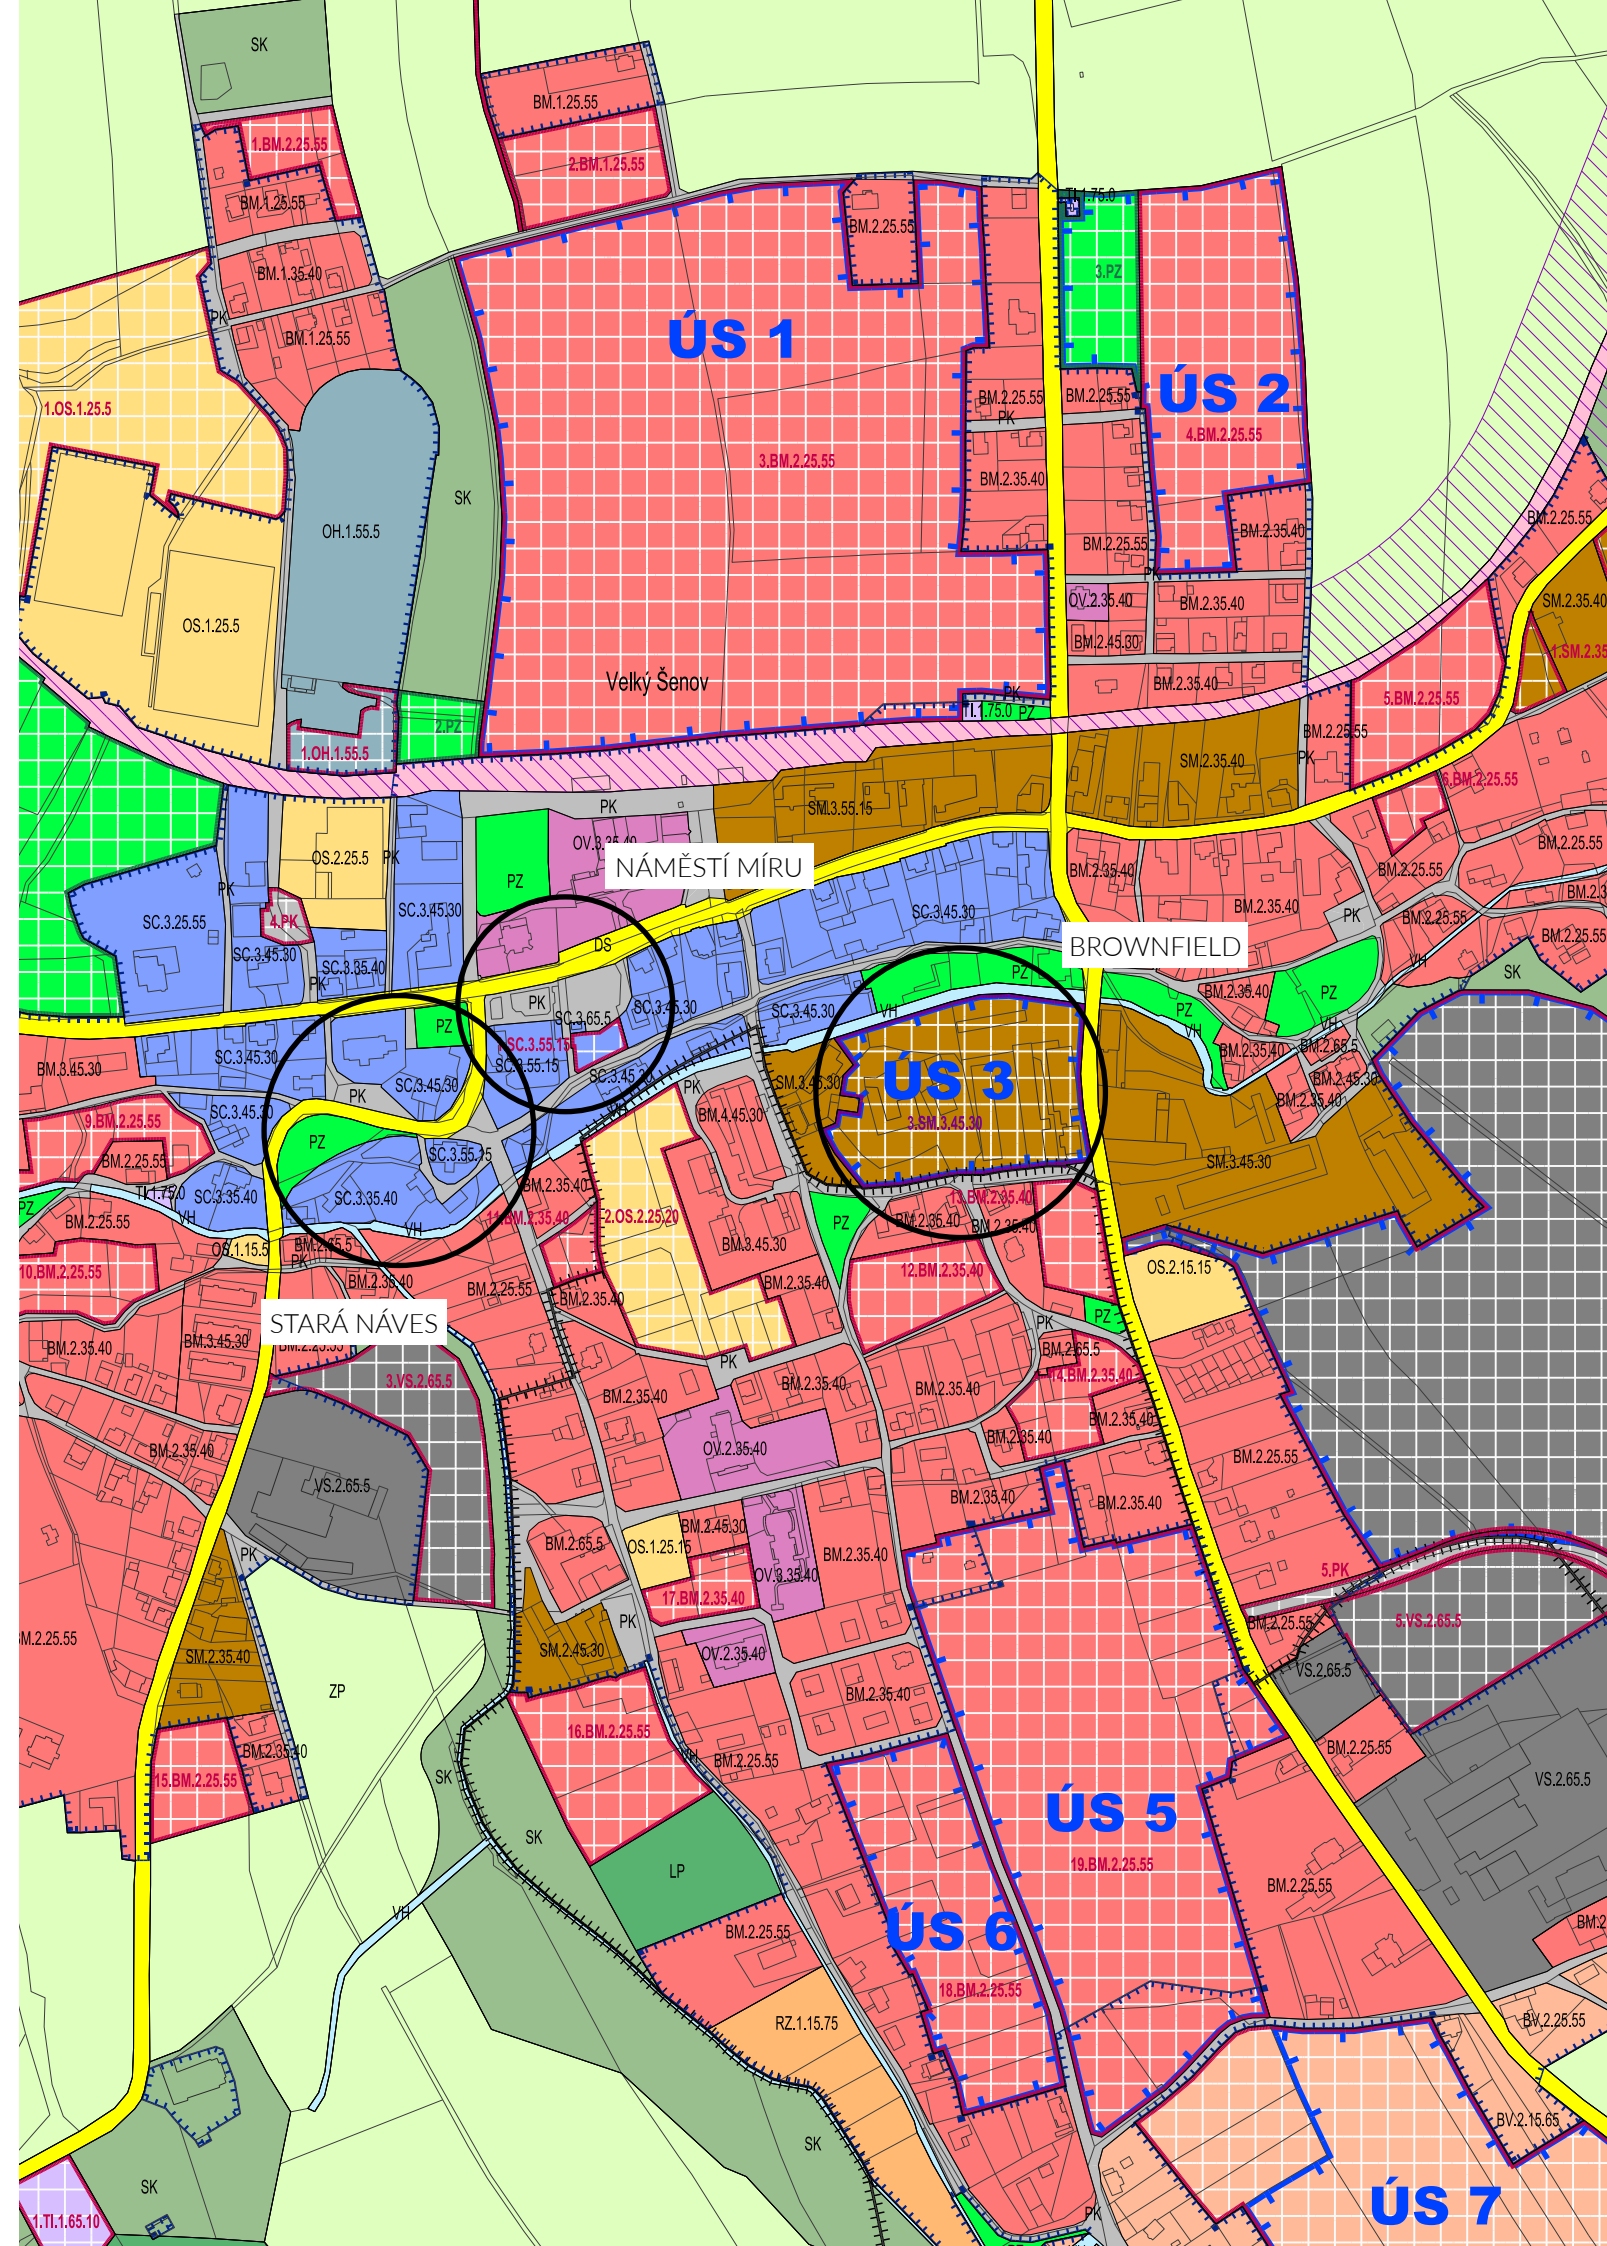 SK
BM.1.25.55
1.BM.2.25.55
2.BM.1.25.55
BM.1.25.55
TI.1.75.0
BM.2.25.55
BM.1.35.40
3.PZ
PK
BM.1.25.55
ÚS 1
ÚS 2
BM.2.25.55
BM.2.25.55
1.OS.1.25.5
PK
4.BM.2.25.55
3.BM.2.25.55
BM.2.35.40
SK
BM.2.25.55
OH.1.55.5
BM.2.35.40
BM.2.25.55
PK
OV.2.35.40
BM.2.35.40
SM.2.35.40
OS.1.25.5
BM.2.45.30
1.SM.2.35
Velký Šenov
BM.2.35.40
PK
5.BM.2.25.55
TI.1.75.0
PZ
2.PZ
BM.2.25.55
1.OH.1.55.5
SM.2.35.40
PK
6.BM.2.25.55
PK
SM.3.55.15
OV.3.35.40
BM.2.25.55
OS.2.25.5
PK
NÁMĚSTÍ MÍRU
BM.2.35.40
BM.2.25.55
PZ
PK
BM.2.3
SC.3.25.55
4.PK
SC.3.45.30
SC.3.45.30
BM.2.35.40
PK
BM.2.25.55
DS
BROWNFIELD
BM.2.25.55
SC.3.45.30
SC.3.35.40
VH
PK
PZ
SK
PK
SC.3.45.30
SC.3.45.30
VH
BM.2.35.40
PZ
SC.3.65.5
PZ
PZ
VH
VH
SC.3.45.30
SC.3.55.15
BM.2.35.40
BM.2.65.5
BM.3.45.30
SC.3.55.15
SC.3.45.30
ÚS 3
BM.2.45.30
SM.3.45.30
PK
PK
BM.2.35.40
SC.3.45.30
VH
BM.4.45.30
9.BM.2.25.55
3.SM.3.45.30
PZ
SC.3.55.15
BM.2.25.55
SM.3.45.30
TI.1.75.0
SC.3.35.40
SC.3.35.40
BM.2.35.40
13.BM.2.35.40
PZ
VH
VH
BM.2.25.55
11.BM.2.35.40
2.OS.2.25.20
PZ
BM.2.35.40
BM.2.35.40
OS.1.15.5
BM.2.65.5
PK
BM.3.45.30
10.BM.2.25.55
BM.2.35.40
BM.2.25.55
BM.2.35.40
BM.2.35.40
12.BM.2.35.40
OS.2.15.15
STARÁ NÁVES
PK
PZ
BM.2.35.40
BM.3.45.30
BM.2.25.55
BM.2.65.5
PK
3.VS.2.65.5
BM.2.35.40
BM.2.35.40
BM.2.35.40
14.BM.2.35.40
BM.2.35.40
BM.2.35.40
BM.2.35.40
OV.2.35.40
BM.2.25.55
VS.2.65.5
BM.2.35.40
BM.2.35.40
BM.2.45.30
BM.2.65.5
OS.1.25.15
PK
BM.2.35.40
OV.3.35.40
5.PK
17.BM.2.35.40
PK
BM.2.25.55
5.VS.2.65.5
BM.2.25.55
SM.2.35.40
SM.2.45.30
OV.2.35.40
VS.2.65.5
ZP
BM.2.35.40
16.BM.2.25.55
BM.2.35.40
VH
BM.2.25.55
BM.2.25.55
15.BM.2.25.55
SK
VS.2.65.5
ÚS 5
SK
19.BM.2.25.55
LP
BM.2.25.55
VH
BM.2
BM.2.25.55
ÚS 6
18.BM.2.25.55
RZ.1.15.75
BV.2.25.55
BV.2.15.65
SK
SK
ÚS 7
1.TI.1.65.10
PK